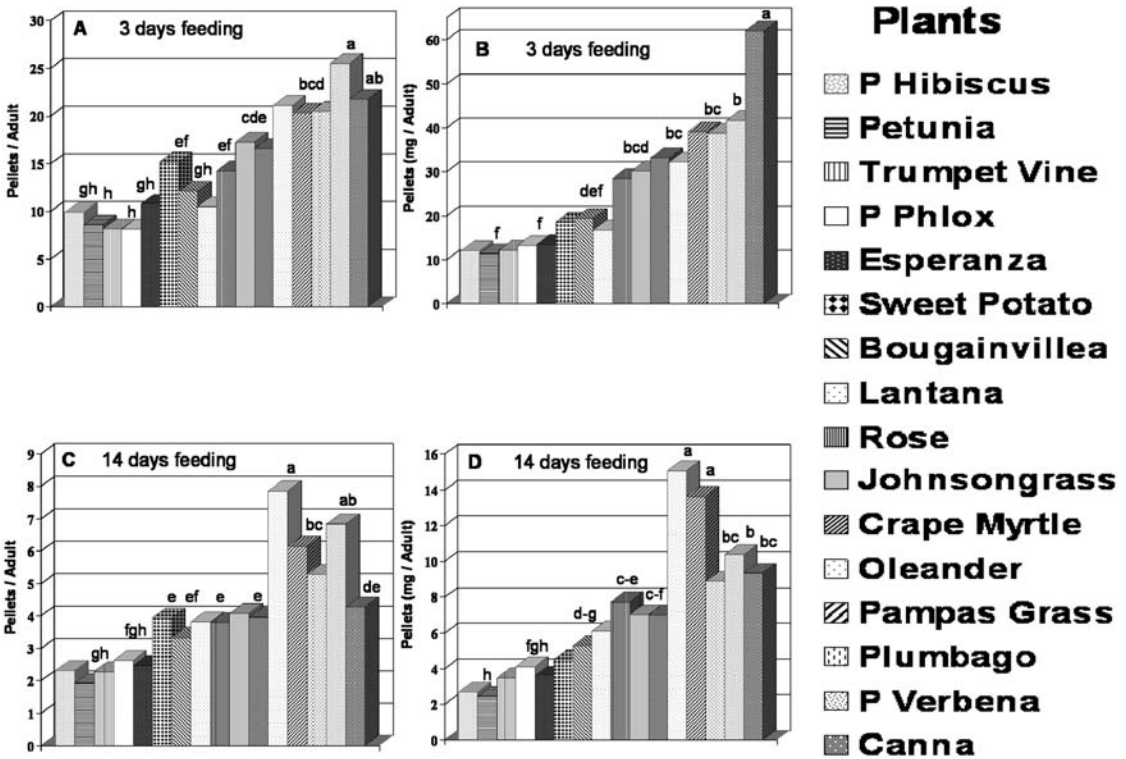 A 3 days feeding
Pellets / Adult
30
25
20
15
10
5
0
gh h
h
gh
ef
gh
ef
cde
bcd
a
ab
B 3 days feeding
Pellets (mg / Adult)
60
50
40
30
20
10
0
f
f
def
bcd
bc
bc
b
a
C 14 days feeding
Pellets / Adult
9
8
7
6
5
4
3
2
1
0
gh
fgh
e
ef
e
e
a
bc
ab
de
D 14 days feeding
Pellets (mg / Adult)
16
14
12
10
8
6
4
2
0
h
fgh
d-g
c-e
c-f
a
a
bc
b
bc
Plants
P Hibiscus
Petunia
Trumpet Vine
P Phlox
Esperanza
Sweet Potato
Bougainvillea
Lantana
Rose
Johnsongrass
Crape Myrtle
Oleander
Pampas Grass
Plumbago
P Verbena
Canna